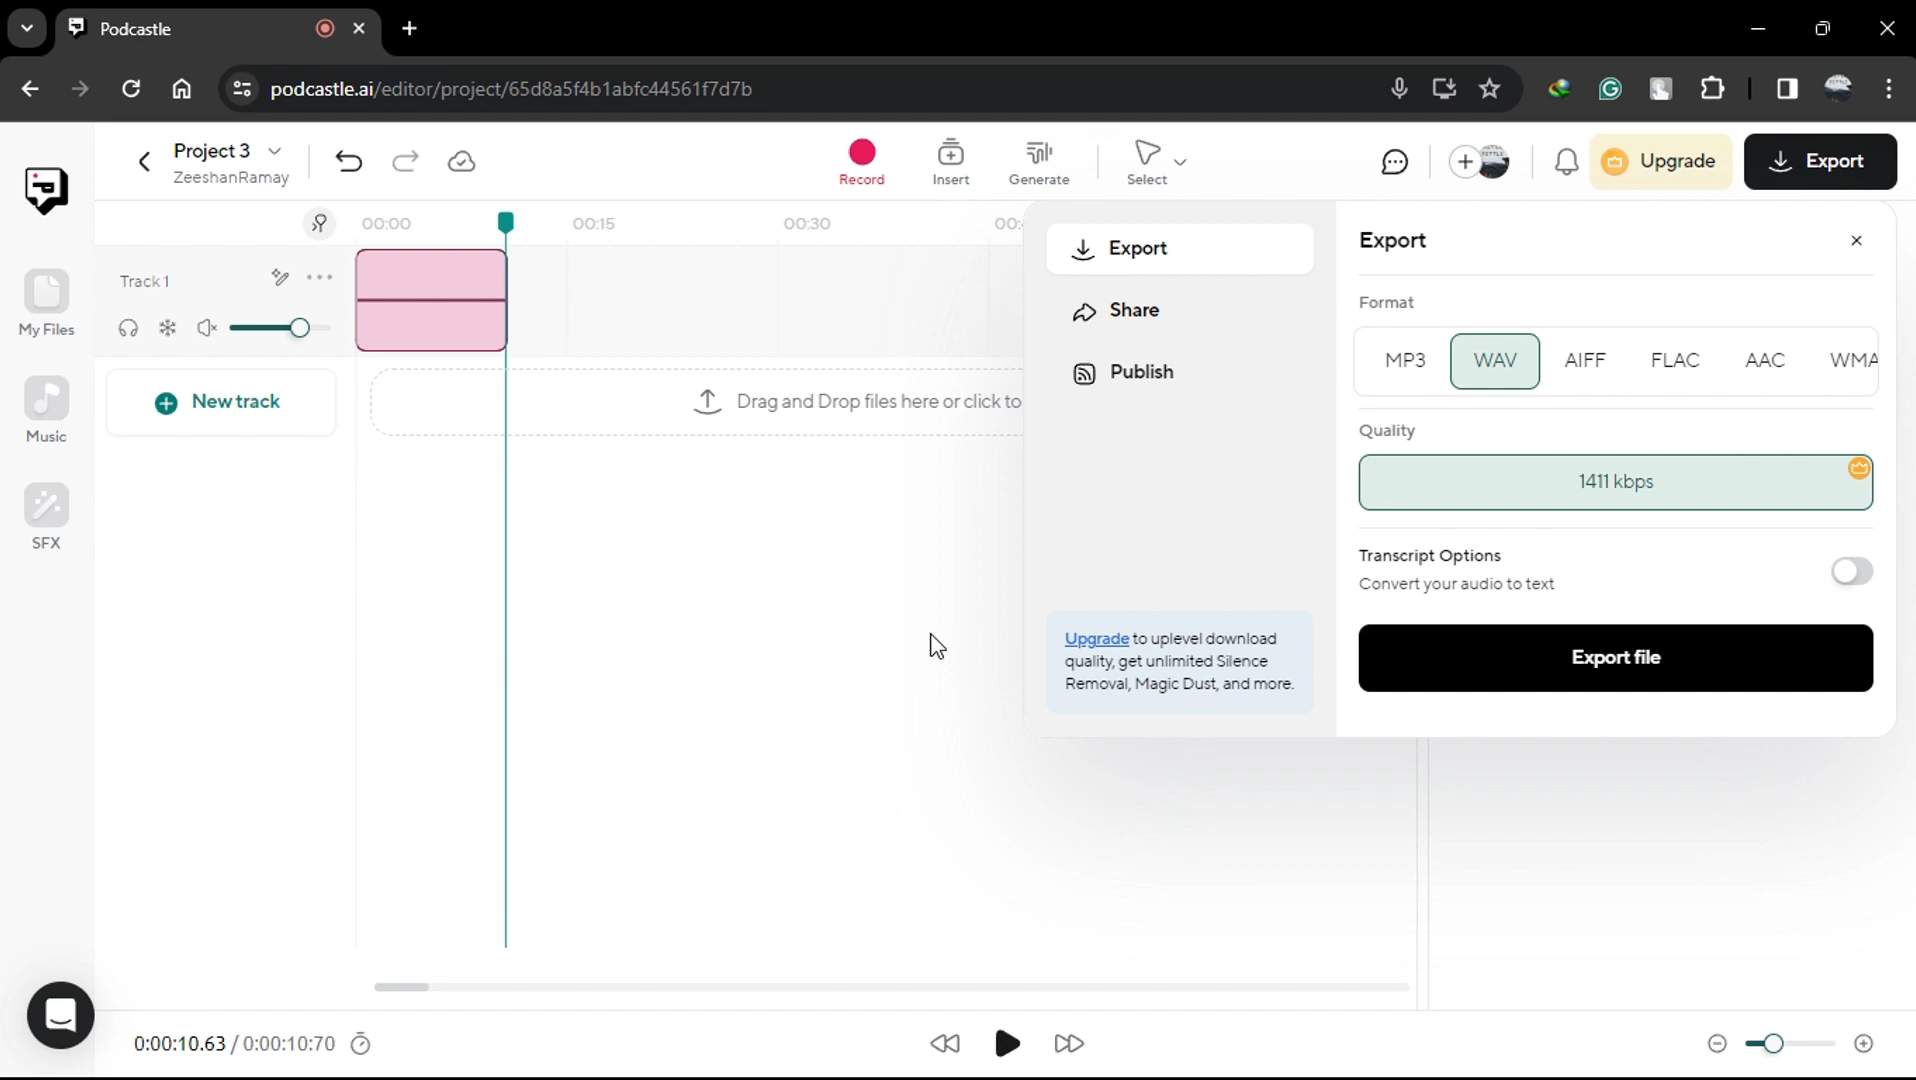 Podcastle
podcastle.ai/editor/project/65d8a5f4b1abfc44561f7d7b
Project 3
ZeeshanRamay
Record
Insert
Generate
Select
Upgrade
Export
00:00
00:15
00:30
00:
Track 1
My Files
Music
SFX
New track
Drag and Drop files here or click to
Export
Share
Publish
Upgrade to uplevel download
quality, get unlimited Silence
Removal, Magic Dust, and more.
Export
Format
MP3 WAV AIFF FLAC AAC WMA
Quality
1411 kbps
Transcript Options
Convert your audio to text
Export file
0:00:10.63 / 0:00:10:70